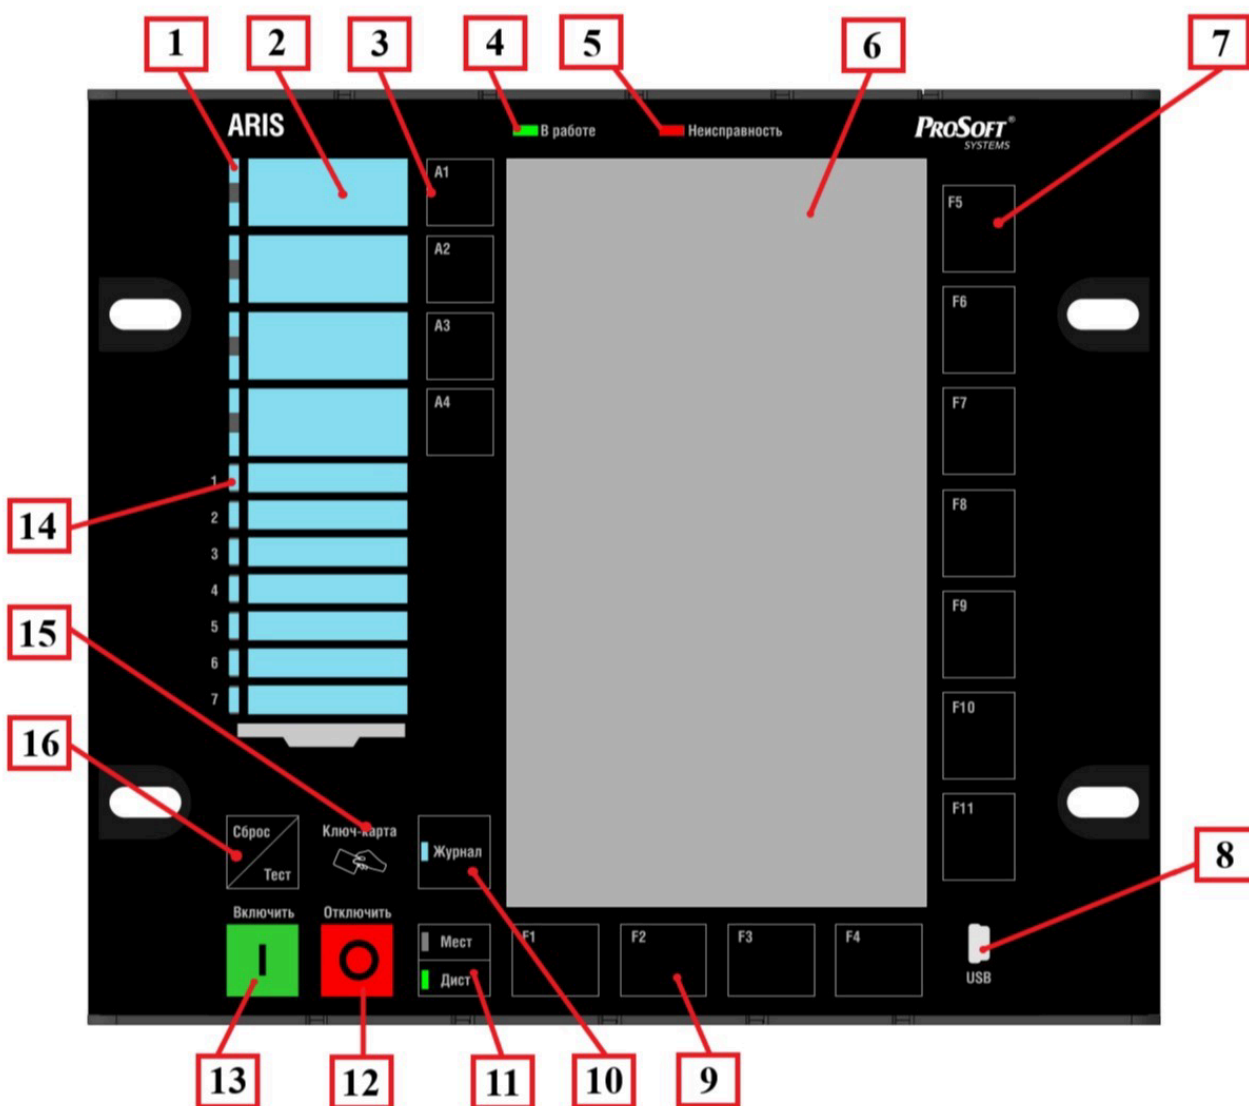 1 2 3 4 5 6 7
ARIS
В работе
Неисправность
PROSOFT®
SYSTEMS
A1
A2
A3
A4
F5
F6
F7
F8
F9
F10
F11
1
2
3
4
5
6
7
14
15
16
8
Сброс
Тест
Ключ-карта
Журнал
Включить
Отключить
Мест
Дист
F1
F2
F3
F4
USB
13 12 11 10 9